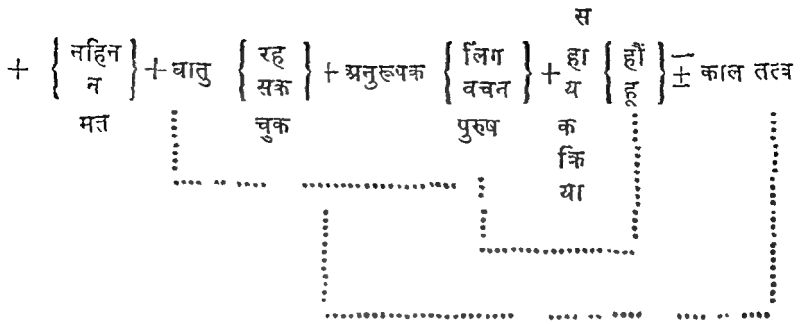 स
+ { नहिन } + धातु { रह } + अनुरूपक { लिंग } + हा { हौं } ± काल तत्व
न सक वचन य हू
मत चुक पुरुष क
क्रि
या